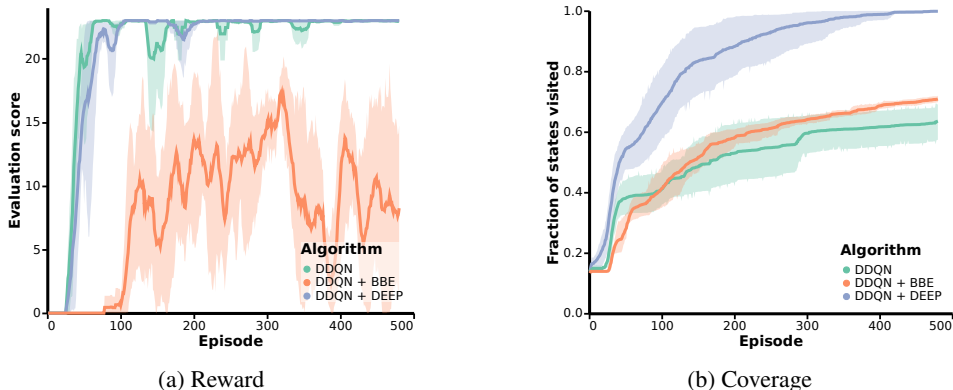 Evaluation score
20
15
10
5
0
0
100
200
300
400
500
Episode
Algorithm
DDQN
DDQN + BBE
DDQN + DEEP
(a) Reward
Fraction of states visited
1.0
0.8
0.6
0.4
0.2
0.0
0
100
200
300
400
500
Episode
Algorithm
DDQN
DDQN + BBE
DDQN + DEEP
(b) Coverage